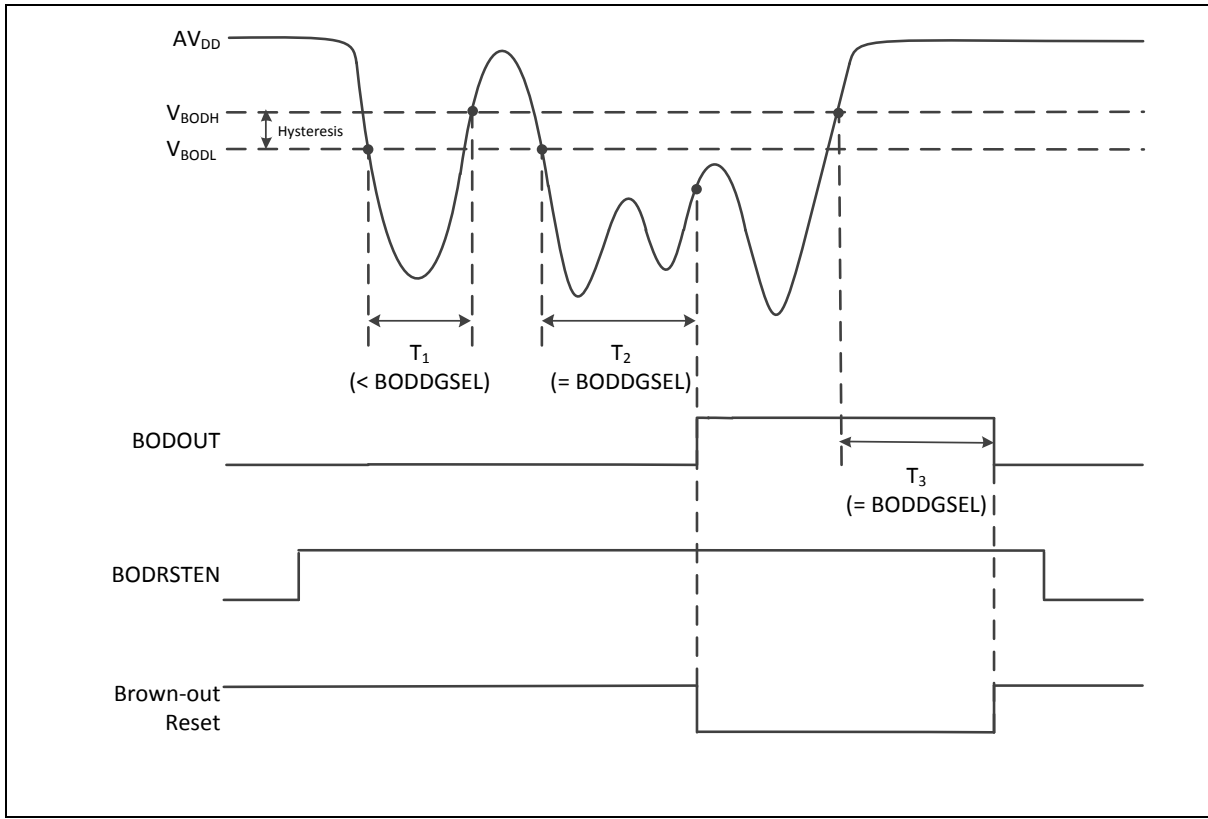 AVDD
VBODH
Hysteresis
VBODL
T1
(< BODDGSEL)
T2
(= BODDGSEL)
BODOUT
T3
(= BODDGSEL)
BODRSTEN
Brown-out
Reset